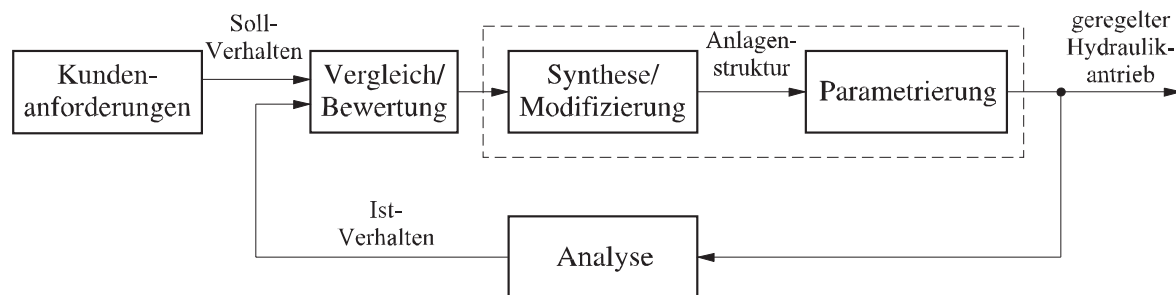 Soll-
Verhalten
Kunden-
anforderungen
Vergleich/
Bewertung
Synthese/
Modifizierung
Anlagen-
struktur
Parametrierung
geregelter
Hydraulik-
antrieb
Ist-
Verhalten
Analyse